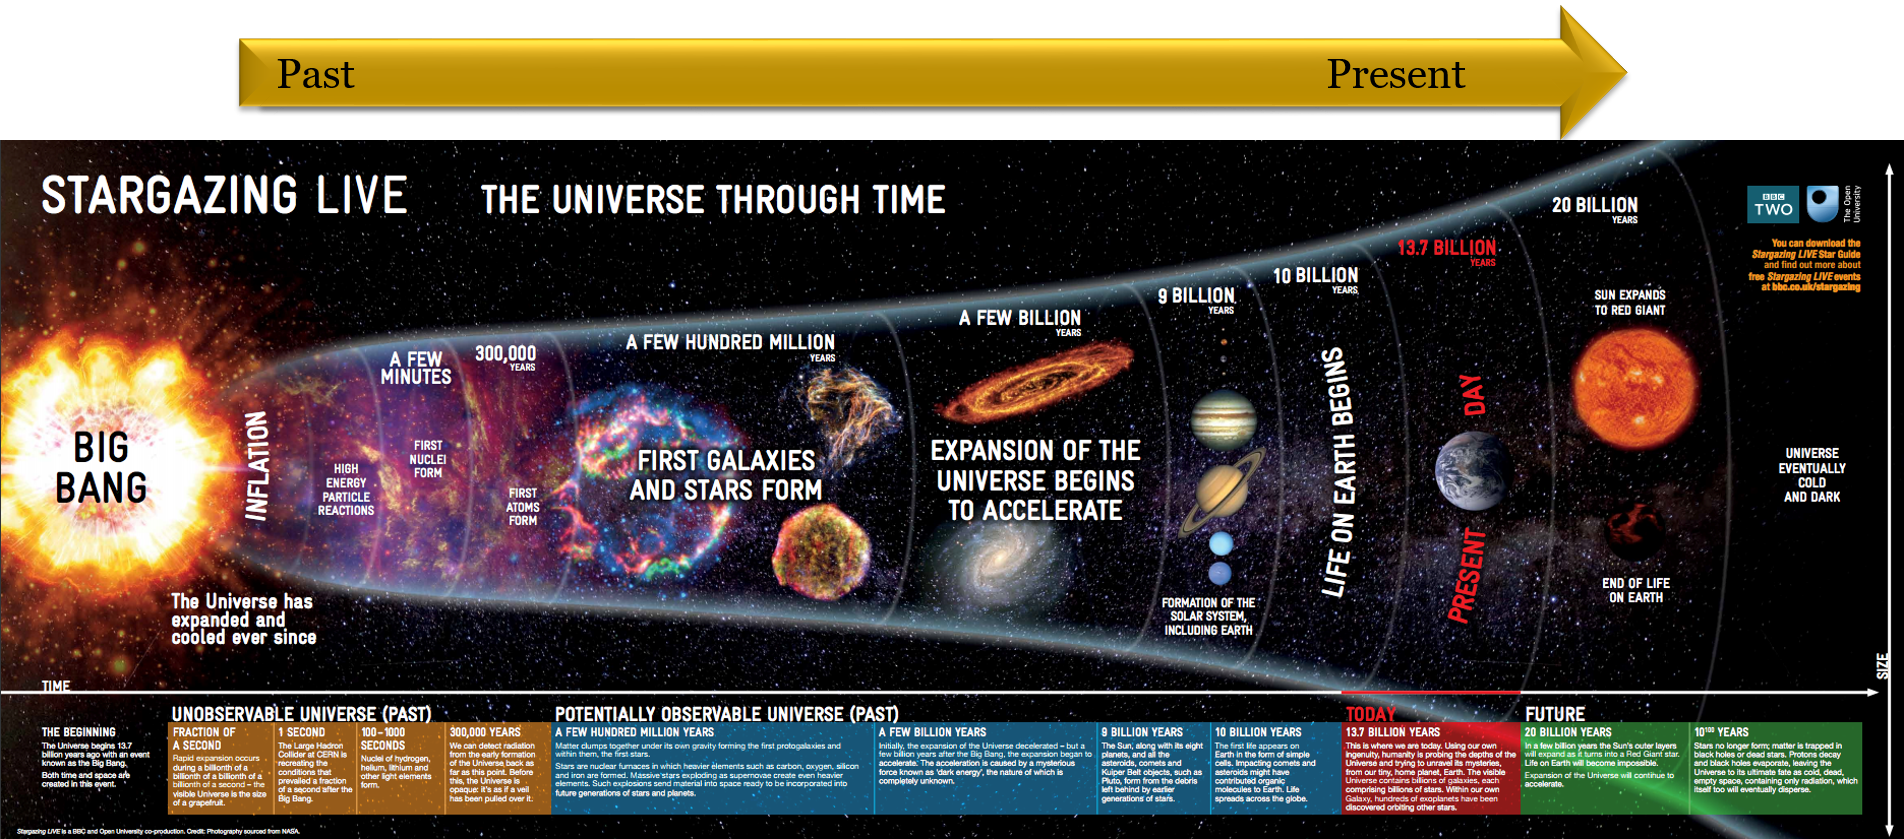 Past
Present
STARGAZING LIVE
THE UNIVERSE THROUGH TIME
BBC
TWO
The Open
University
You can download the
Stargazing LIVE Star Guide
and find out more about
free Stargazing LIVE events
at bbc.co.uk/stargazing
BIG
BANG
INFLATION
HIGH
ENERGY
PARTICLE
REACTIONS
A FEW
MINUTES
FIRST
NUCLEI
FORM
300,000
YEARS
FIRST
ATOMS
FORM
A FEW HUNDRED MILLION
YEARS
FIRST GALAXIES
AND STARS FORM
A FEW BILLION
YEARS
EXPANSION OF THE
UNIVERSE BEGINS
TO ACCELERATE
9 BILLION
YEARS
FORMATION OF THE
SOLAR SYSTEM,
INCLUDING EARTH
10 BILLION
YEARS
LIFE ON EARTH BEGINS
13.7 BILLION
YEARS
PRESENT DAY
20 BILLION
YEARS
SUN EXPANDS
TO RED GIANT
END OF LIFE
ON EARTH
UNIVERSE
EVENTUALLY
COLD
AND DARK
The Universe has
expanded and
cooled ever since
TIME
SIZE
THE BEGINNING
The Universe begins 13.7
billion years ago with an event
known as the Big Bang.
Both time and space are
created in this event.
UNOBSERVABLE UNIVERSE (PAST)
FRACTION OF
A SECOND
Rapid expansion occurs
during a billionth of a
billionth of a billionth of a
billionth of a second – the
visible Universe is the size
of a grapefruit.
1 SECOND
The Large Hadron
Collider at CERN is
recreating the
conditions that
prevailed a fraction
of a second after the
Big Bang.
100-1000
SECONDS
Nuclei of hydrogen,
helium, lithium and
other light elements
form.
300,000 YEARS
We can detect radiation
from the early formation
of the Universe back as
far as this point. Before
this, the Universe is
opaque: it's as if a veil
has been pulled over it.
POTENTIALLY OBSERVABLE UNIVERSE (PAST)
A FEW HUNDRED MILLION YEARS
Matter clumps together under its own gravity forming the first protogalaxies and
within them, the first stars.
Stars are nuclear furnaces in which heavier elements such as carbon, oxygen, silicon
and iron are formed. Massive stars exploding as supernovae create even heavier
elements. Such explosions send material into space ready to be incorporated into
future generations of stars and planets.
A FEW BILLION YEARS
Initially, the expansion of the Universe decelerated – but a
few billion years after the Big Bang, the expansion began to
accelerate. The acceleration is caused by a mysterious
force known as 'dark energy', the nature of which is
completely unknown.
9 BILLION YEARS
The Sun, along with its eight
planets, and all the
asteroids, comets and
Kuiper Belt objects, such as
Pluto, form from the debris
left behind by earlier
generations of stars.
10 BILLION YEARS
The first life appears on
Earth in the form of simple
cells. Impacting comets and
asteroids might have
contributed organic
molecules to Earth. Life
spreads across the globe.
TODAY
13.7 BILLION YEARS
This is where we are today. Using our own
ingenuity, humanity is probing the depths of the
Universe and trying to unravel its mysteries,
from our tiny, home planet, Earth. The visible
Universe contains billions of galaxies, each
comprising billions of stars. Within our own
Galaxy, hundreds of exoplanets have been
discovered orbiting other stars.
FUTURE
20 BILLION YEARS
In a few billion years the Sun's outer layers
will expand as it turns into a Red Giant star.
Life on Earth will become impossible.
Expansion of the Universe will continue to
accelerate.
10¹⁰⁰ YEARS
Stars no longer form; matter is trapped in
black holes or dead stars. Protons decay
and black holes evaporate, leaving the
Universe to its ultimate fate as cold, dead,
empty space, containing only radiation, which
itself too will eventually disperse.
Stargazing LIVE is a BBC and Open University co-production. Credit: Photography sourced from NASA.